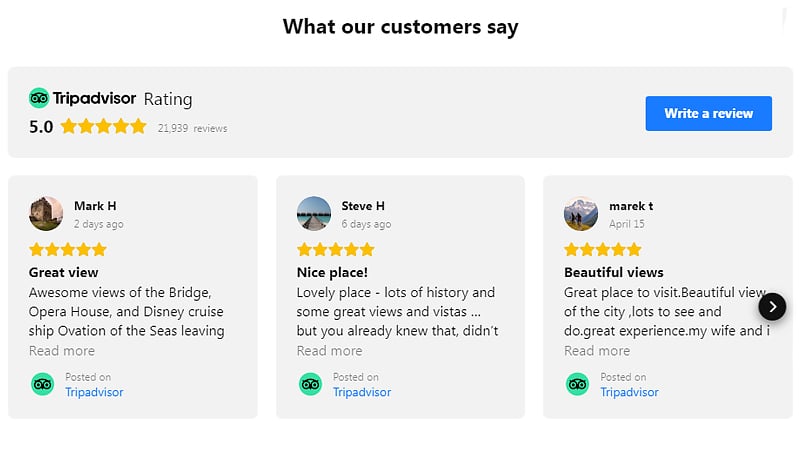 What our customers say
Tripadvisor Rating
5.0 21,939 reviews
Write a review
Mark H
2 days ago
Great view
Awesome views of the Bridge,
Opera House, and Disney cruise
ship Ovation of the Seas leaving
Read more
Posted on
Tripadvisor
Steve H
6 days ago
Nice place!
Lovely place - lots of history and
some great views and vistas ...
but you already knew that, didn't
Read more
Posted on
Tripadvisor
marek t
April 15
Beautiful views
Great place to visit.Beautiful view
of the city ,lots to see and
do.great experience.my wife and i
Read more
Posted on
Tripadvisor